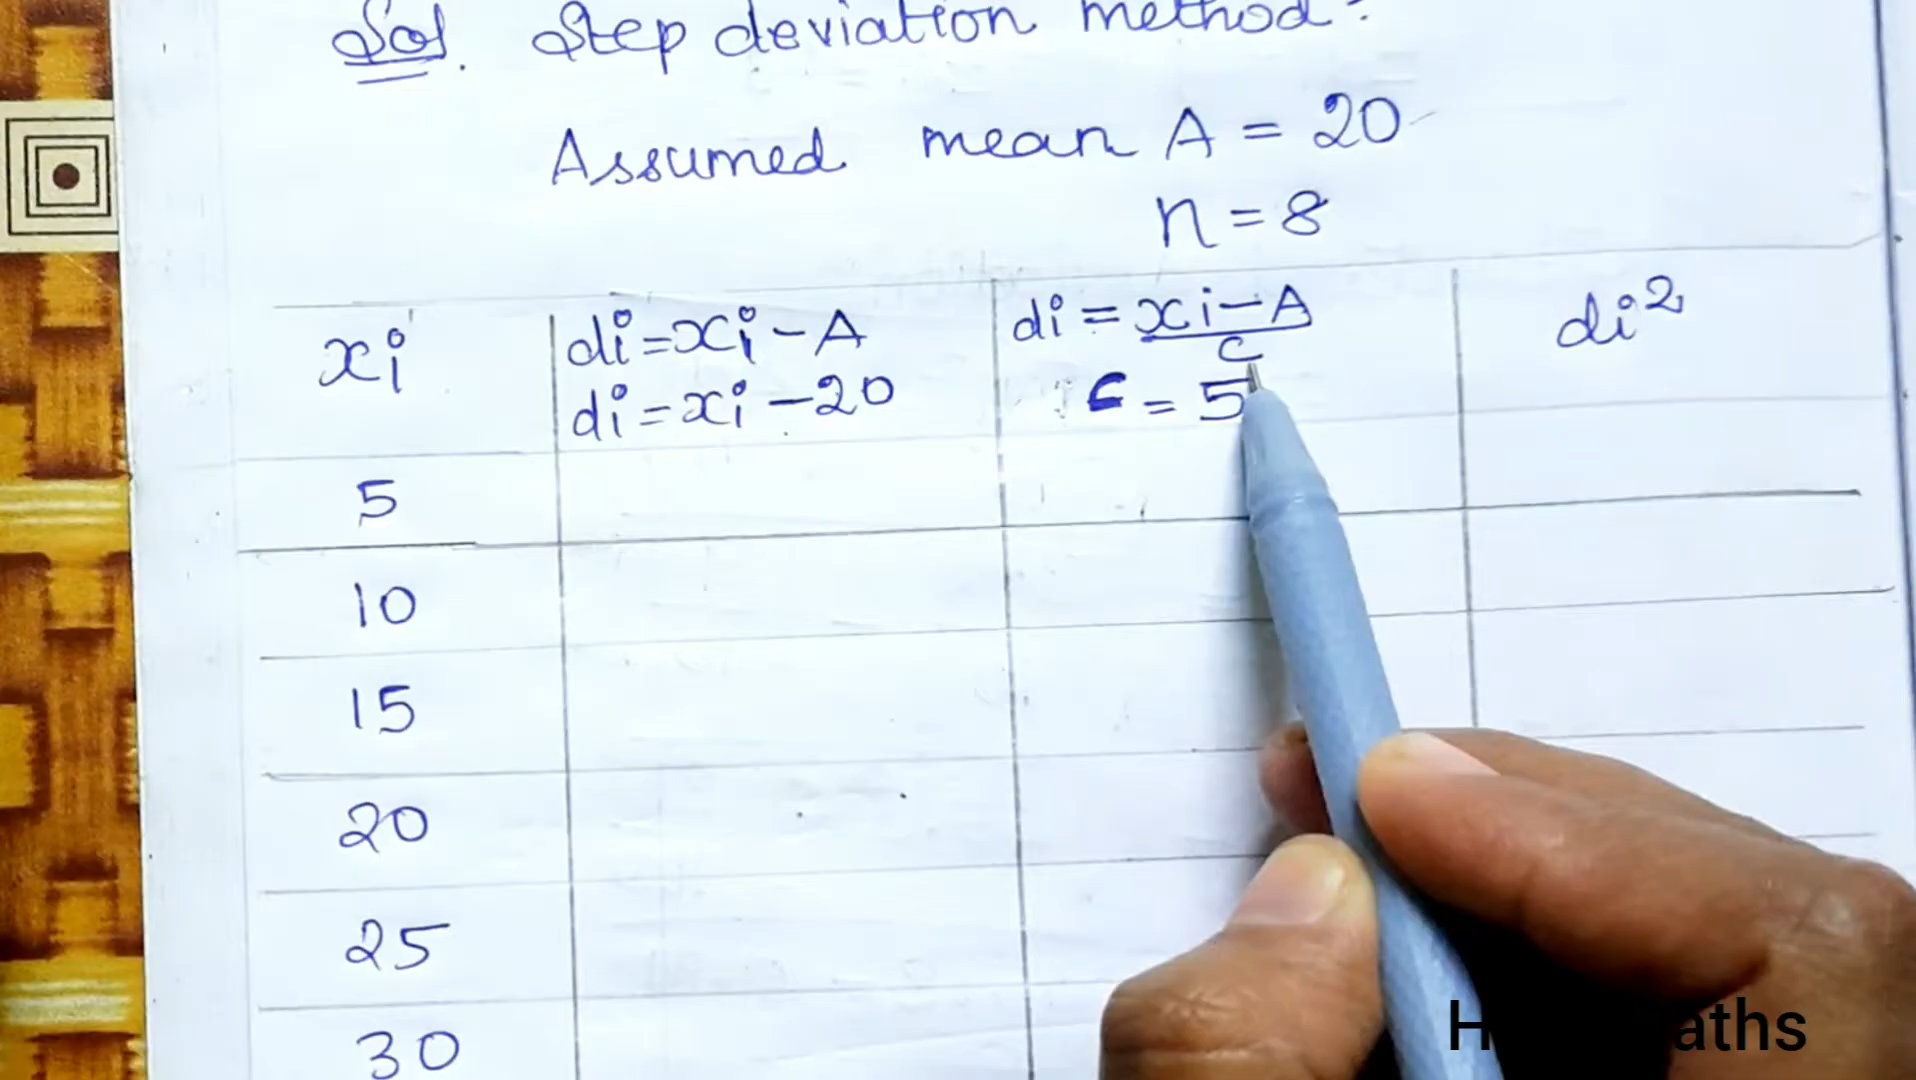 Sol. Step deviation method:
Assumed mean A = 20
n = 8
xi
di = xi - A
di = xi - 20
di = xi - A
c
c = 5
di²
5
10
15
20
25
30